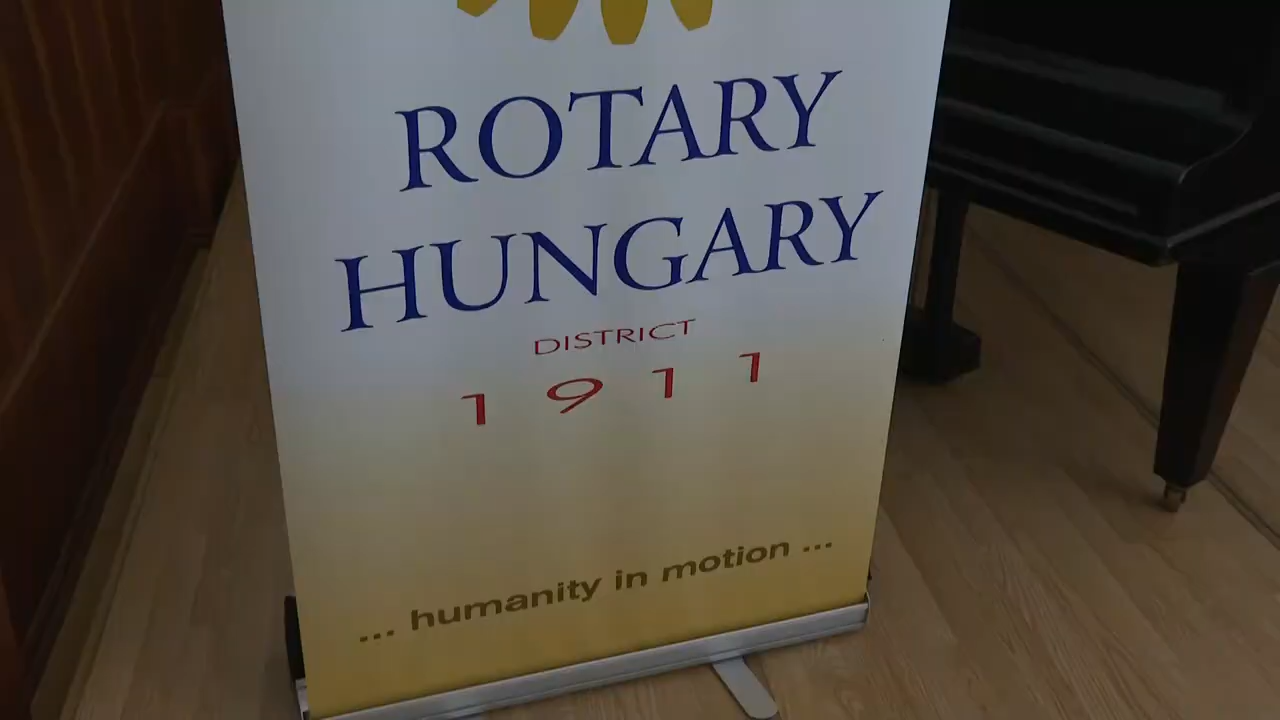 ROTARY
HUNGARY
DISTRICT
1911
... humanity in motion ...